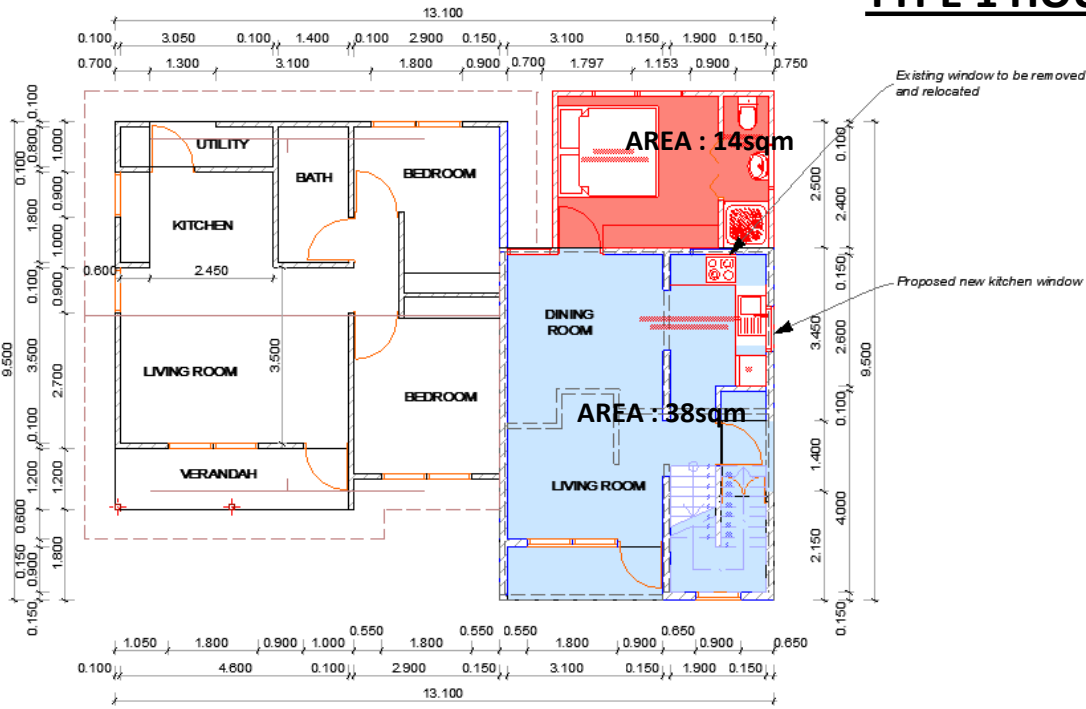 TYPE 1 HOU
13.100
0.100 3.050 0.100 1.400 0.100 2.900 0.150 3.100 0.150 1.900 0.150
0.700 1.300 3.100 1.800 0.900 0.700 1.797 1.153 0.900 0.750
Existing window to be removed
and relocated
AREA : 14sqm
UTILITY
BATH
BEDROOM
KITCHEN
0.600 2.450
Proposed new kitchen window
DINING
ROOM
3.500
LIVING ROOM
BEDROOM
AREA : 38sqm
VERANDAH
LIVING ROOM
9.500
0.100 0.800 0.100 1.800 0.100 3.500 0.100 1.200 0.600 0.150 0.900 0.150
1.000 0.900 1.000 0.900 2.700 1.200 1.800
2.500 3.450 1.400 2.150
0.100 2.400 0.150 2.600 0.100 4.000 0.150
9.500
1.050 1.800 0.900 1.000 0.550 1.800 0.550 0.550 1.800 0.900 0.650 0.900 0.650
0.100 4.600 0.100 2.900 0.150 3.100 0.150 1.900 0.150
13.100